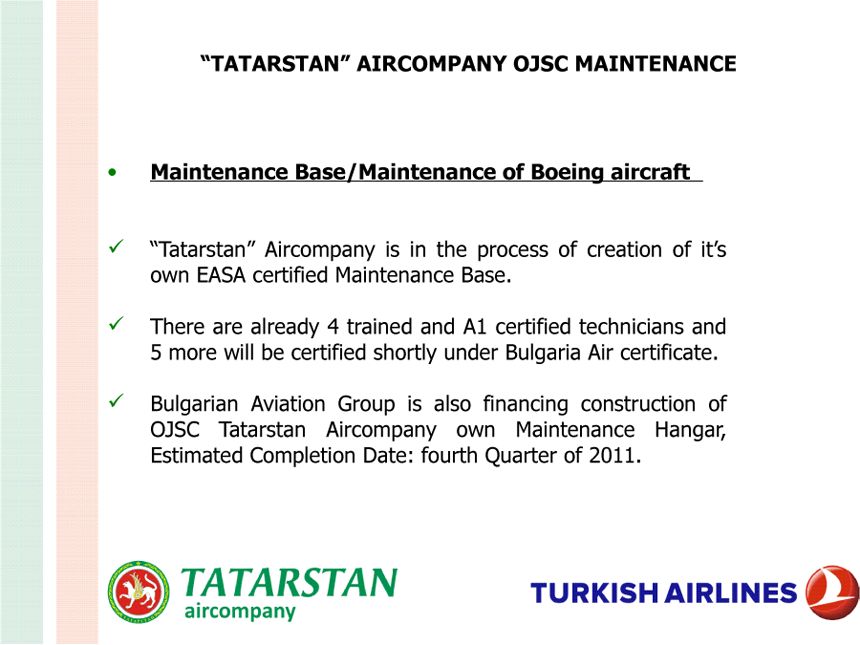 “TATARSTAN” AIRCOMPANY OJSC MAINTENANCE
• Maintenance Base/Maintenance of Boeing aircraft
✓ “Tatarstan” Aircompany is in the process of creation of it’s
own EASA certified Maintenance Base.
✓ There are already 4 trained and A1 certified technicians and
5 more will be certified shortly under Bulgaria Air certificate.
✓ Bulgarian Aviation Group is also financing construction of
OJSC Tatarstan Aircompany own Maintenance Hangar,
Estimated Completion Date: fourth Quarter of 2011.
TATARSTAN
aircompany
TURKISH AIRLINES